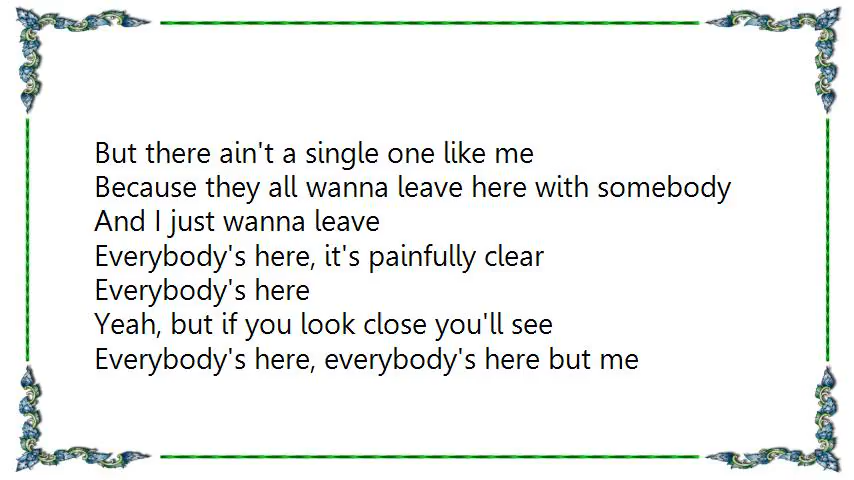 But there ain't a single one like me
Because they all wanna leave here with somebody
And I just wanna leave
Everybody's here, it's painfully clear
Everybody's here
Yeah, but if you look close you'll see
Everybody's here, everybody's here but me